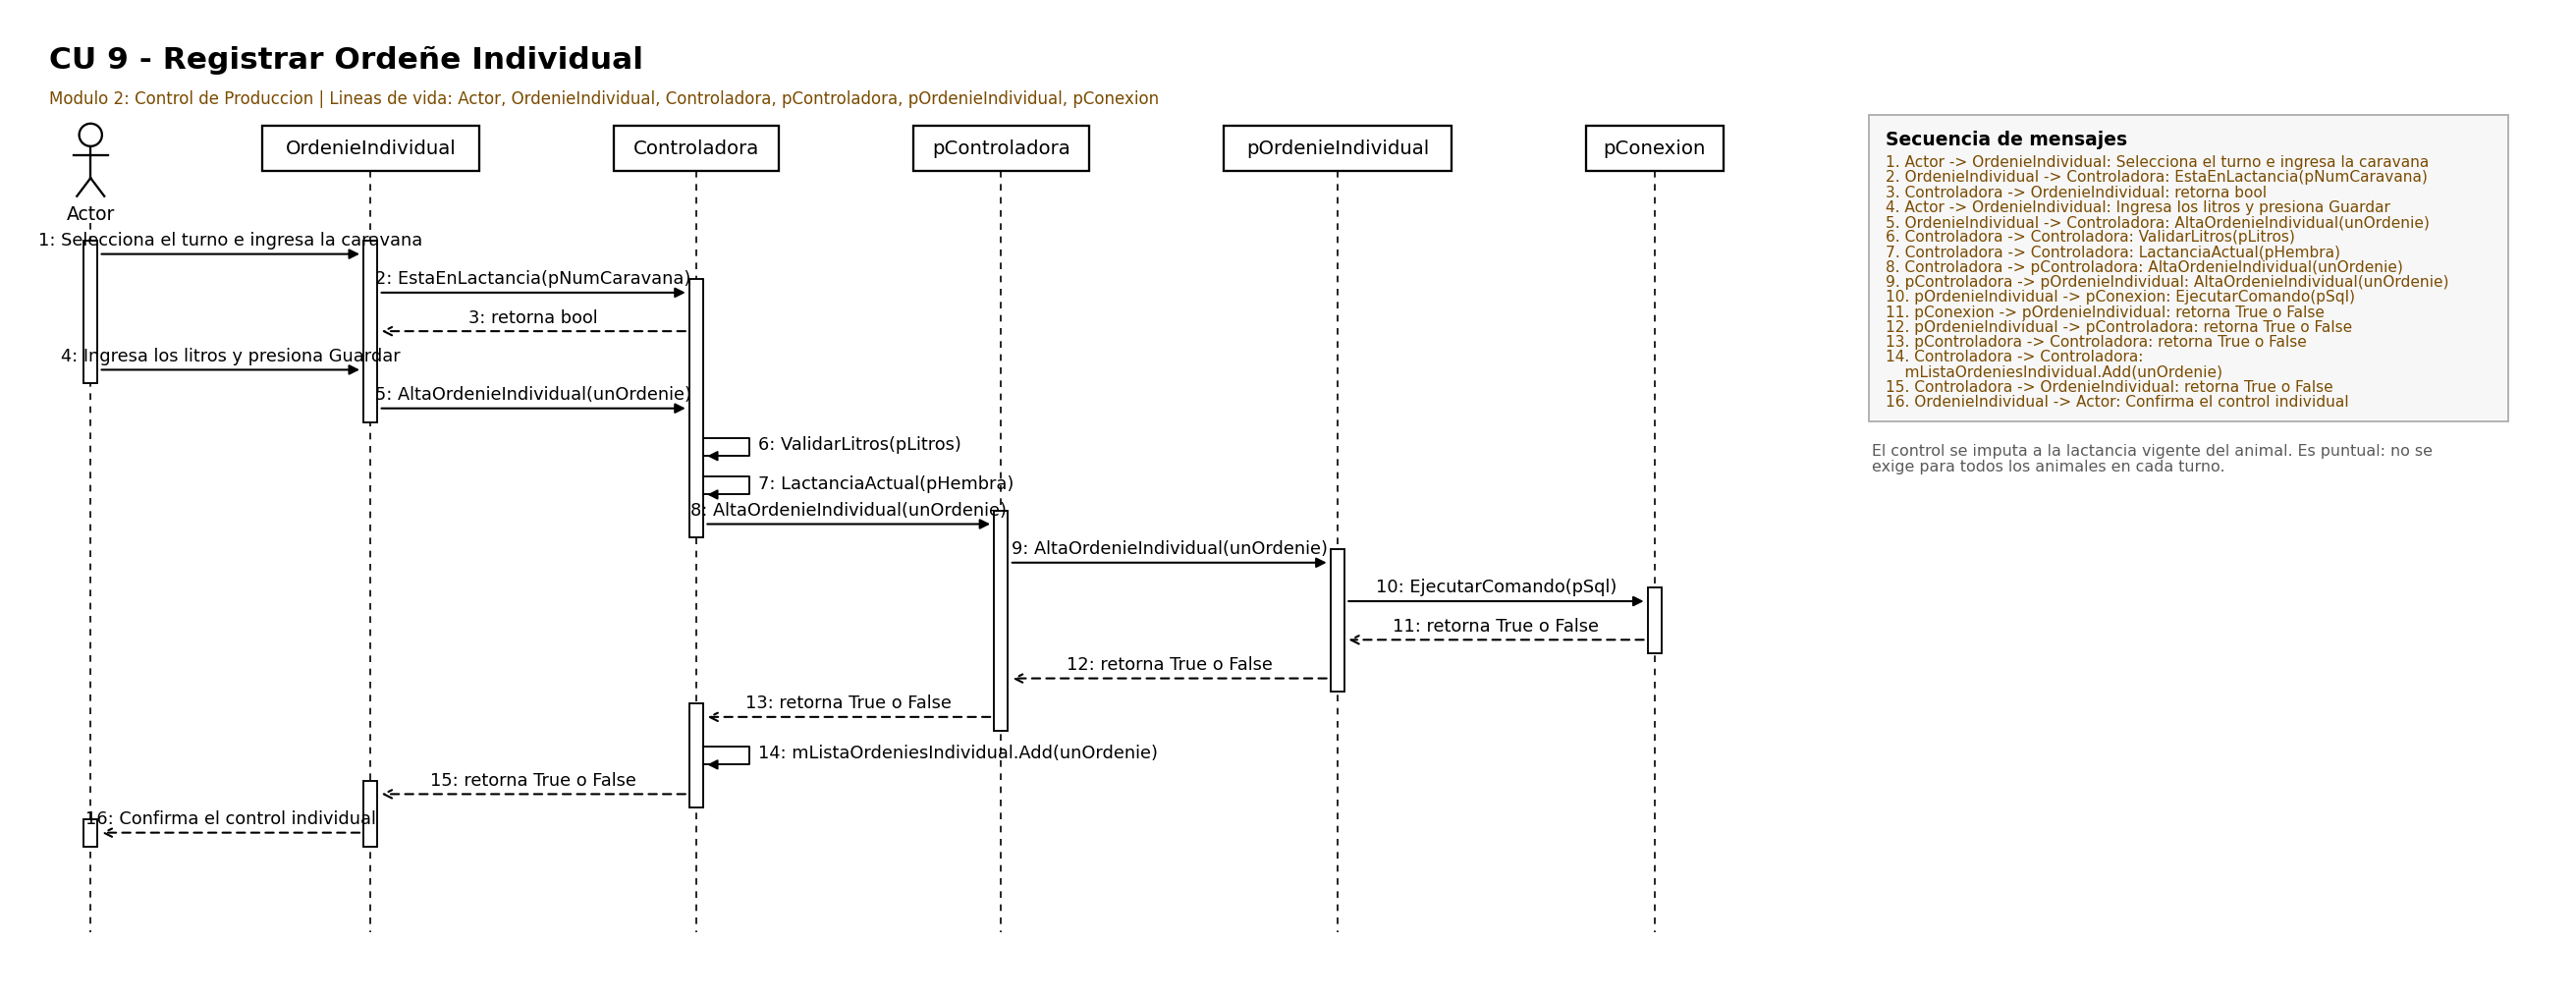 CU 9 - Registrar Ordeñe Individual
Modulo 2: Control de Produccion | Lineas de vida: Actor, OrdenieIndividual, Controladora, pControladora, pOrdenieIndividual, pConexion
Actor
OrdenieIndividual
Controladora
pControladora
pOrdenieIndividual
pConexion
1: Selecciona el turno e ingresa la caravana
2: EstaEnLactancia(pNumCaravana)
3: retorna bool
4: Ingresa los litros y presiona Guardar
5: AltaOrdenieIndividual(unOrdenie)
6: ValidarLitros(pLitros)
7: LactanciaActual(pHembra)
8: AltaOrdenieIndividual(unOrdenie)
9: AltaOrdenieIndividual(unOrdenie)
10: EjecutarComando(pSql)
11: retorna True o False
12: retorna True o False
13: retorna True o False
14: mListaOrdeniesIndividual.Add(unOrdenie)
15: retorna True o False
16: Confirma el control individual
Secuencia de mensajes
1. Actor -> OrdenieIndividual: Selecciona el turno e ingresa la caravana
2. OrdenieIndividual -> Controladora: EstaEnLactancia(pNumCaravana)
3. Controladora -> OrdenieIndividual: retorna bool
4. Actor -> OrdenieIndividual: Ingresa los litros y presiona Guardar
5. OrdenieIndividual -> Controladora: AltaOrdenieIndividual(unOrdenie)
6. Controladora -> Controladora: ValidarLitros(pLitros)
7. Controladora -> Controladora: LactanciaActual(pHembra)
8. Controladora -> pControladora: AltaOrdenieIndividual(unOrdenie)
9. pControladora -> pOrdenieIndividual: AltaOrdenieIndividual(unOrdenie)
10. pOrdenieIndividual -> pConexion: EjecutarComando(pSql)
11. pConexion -> pOrdenieIndividual: retorna True o False
12. pOrdenieIndividual -> pControladora: retorna True o False
13. pControladora -> Controladora: retorna True o False
14. Controladora -> Controladora:
mListaOrdeniesIndividual.Add(unOrdenie)
15. Controladora -> OrdenieIndividual: retorna True o False
16. OrdenieIndividual -> Actor: Confirma el control individual
El control se imputa a la lactancia vigente del animal. Es puntual: no se
exige para todos los animales en cada turno.